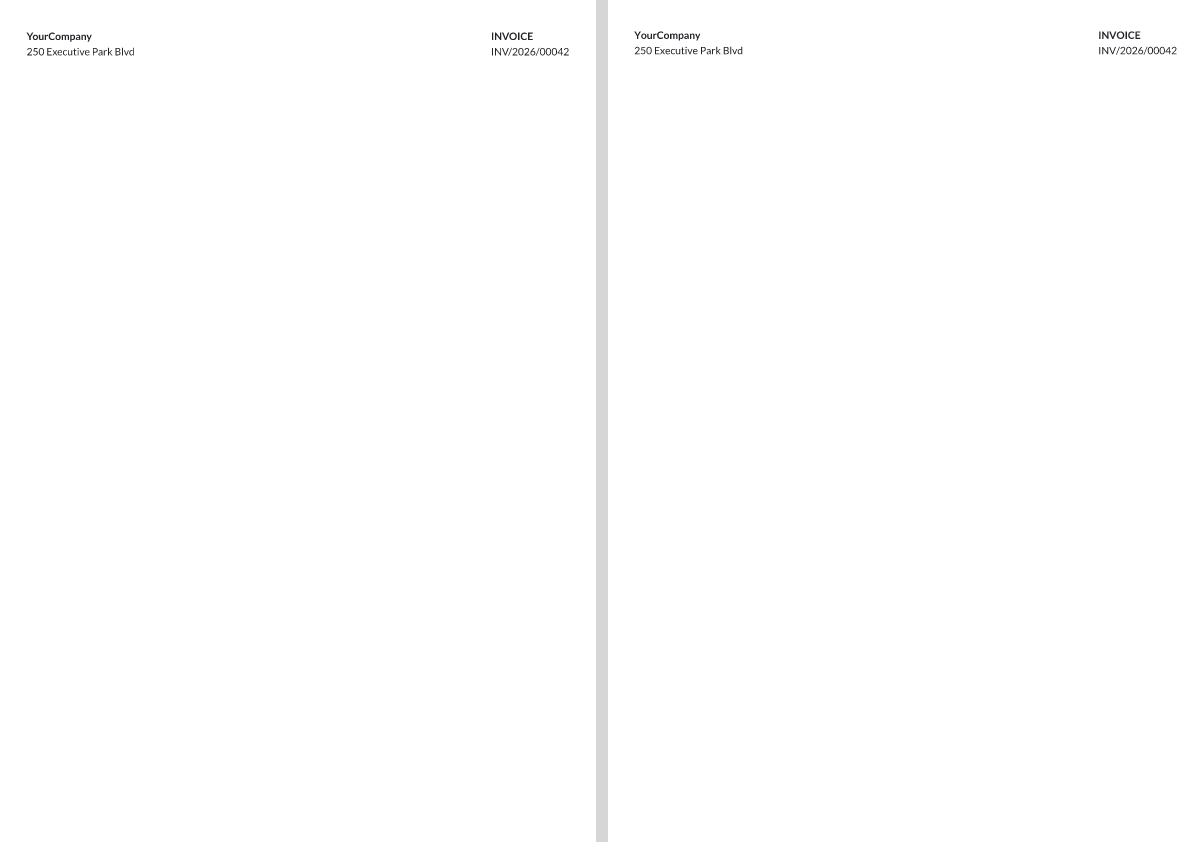 YourCompany
250 Executive Park Blvd
INVOICE
INV/2026/00042
YourCompany
250 Executive Park Blvd
INVOICE
INV/2026/00042